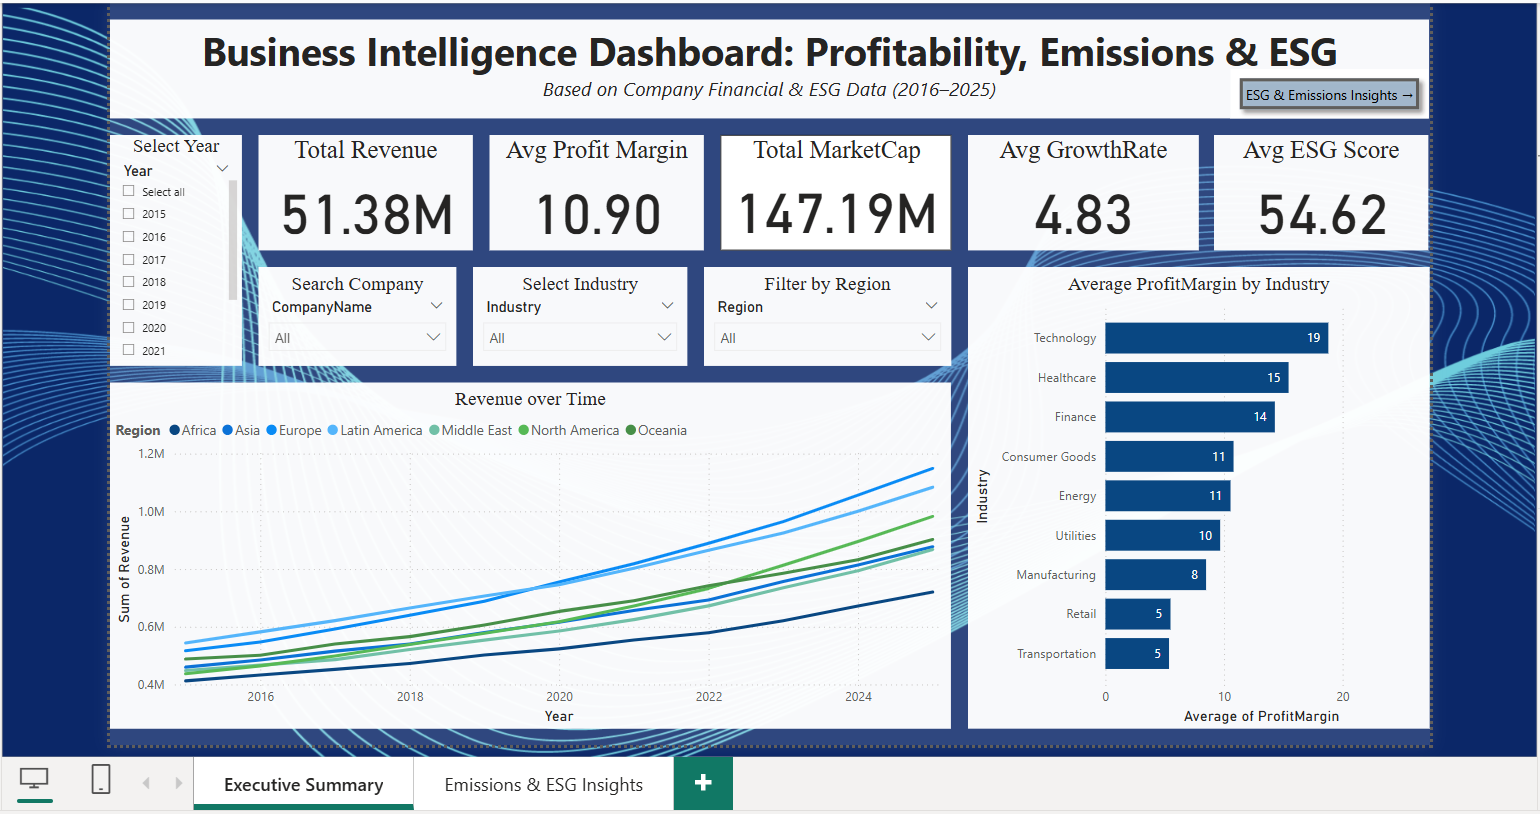 Business Intelligence Dashboard: Profitability, Emissions & ESG
Based on Company Financial & ESG Data (2016–2025)
ESG & Emissions Insights →
Select Year
Year
Select all
2015
2016
2017
2018
2019
2020
2021
Total Revenue
51.38M
Avg Profit Margin
10.90
Total MarketCap
147.19M
Avg GrowthRate
4.83
Avg ESG Score
54.62
Search Company
CompanyName
All
Select Industry
Industry
All
Filter by Region
Region
All
Revenue over Time
Region Africa Asia Europe Latin America Middle East North America Oceania
Sum of Revenue
1.2M
1.0M
0.8M
0.6M
0.4M
2016 2018 2020 2022 2024
Year
Average ProfitMargin by Industry
Industry
Technology 19
Healthcare 15
Finance 14
Consumer Goods 11
Energy 11
Utilities 10
Manufacturing 8
Retail 5
Transportation 5
0 10 20
Average of ProfitMargin
Executive Summary
Emissions & ESG Insights
+